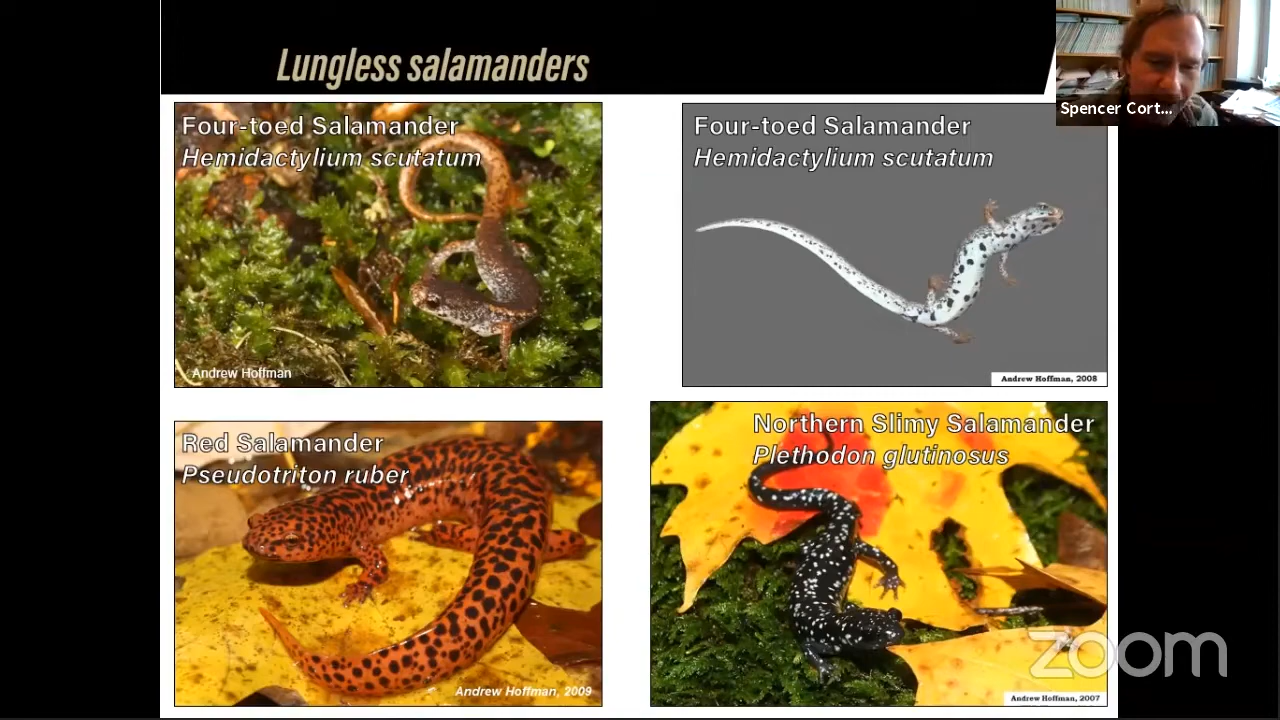 Lungless salamanders
Spencer Cort...
Four-toed Salamander
Hemidactylium scutatum
Andrew Hoffman
Four-toed Salamander
Hemidactylium scutatum
Andrew Hoffman, 2008
Red Salamander
Pseudotriton ruber
Andrew Hoffman, 2009
Northern Slimy Salamander
Plethodon glutinosus
Andrew Hoffman, 2007
zoom